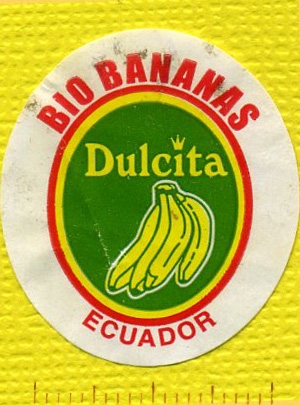 BIO BANANAS
Dulcita
ECUADOR